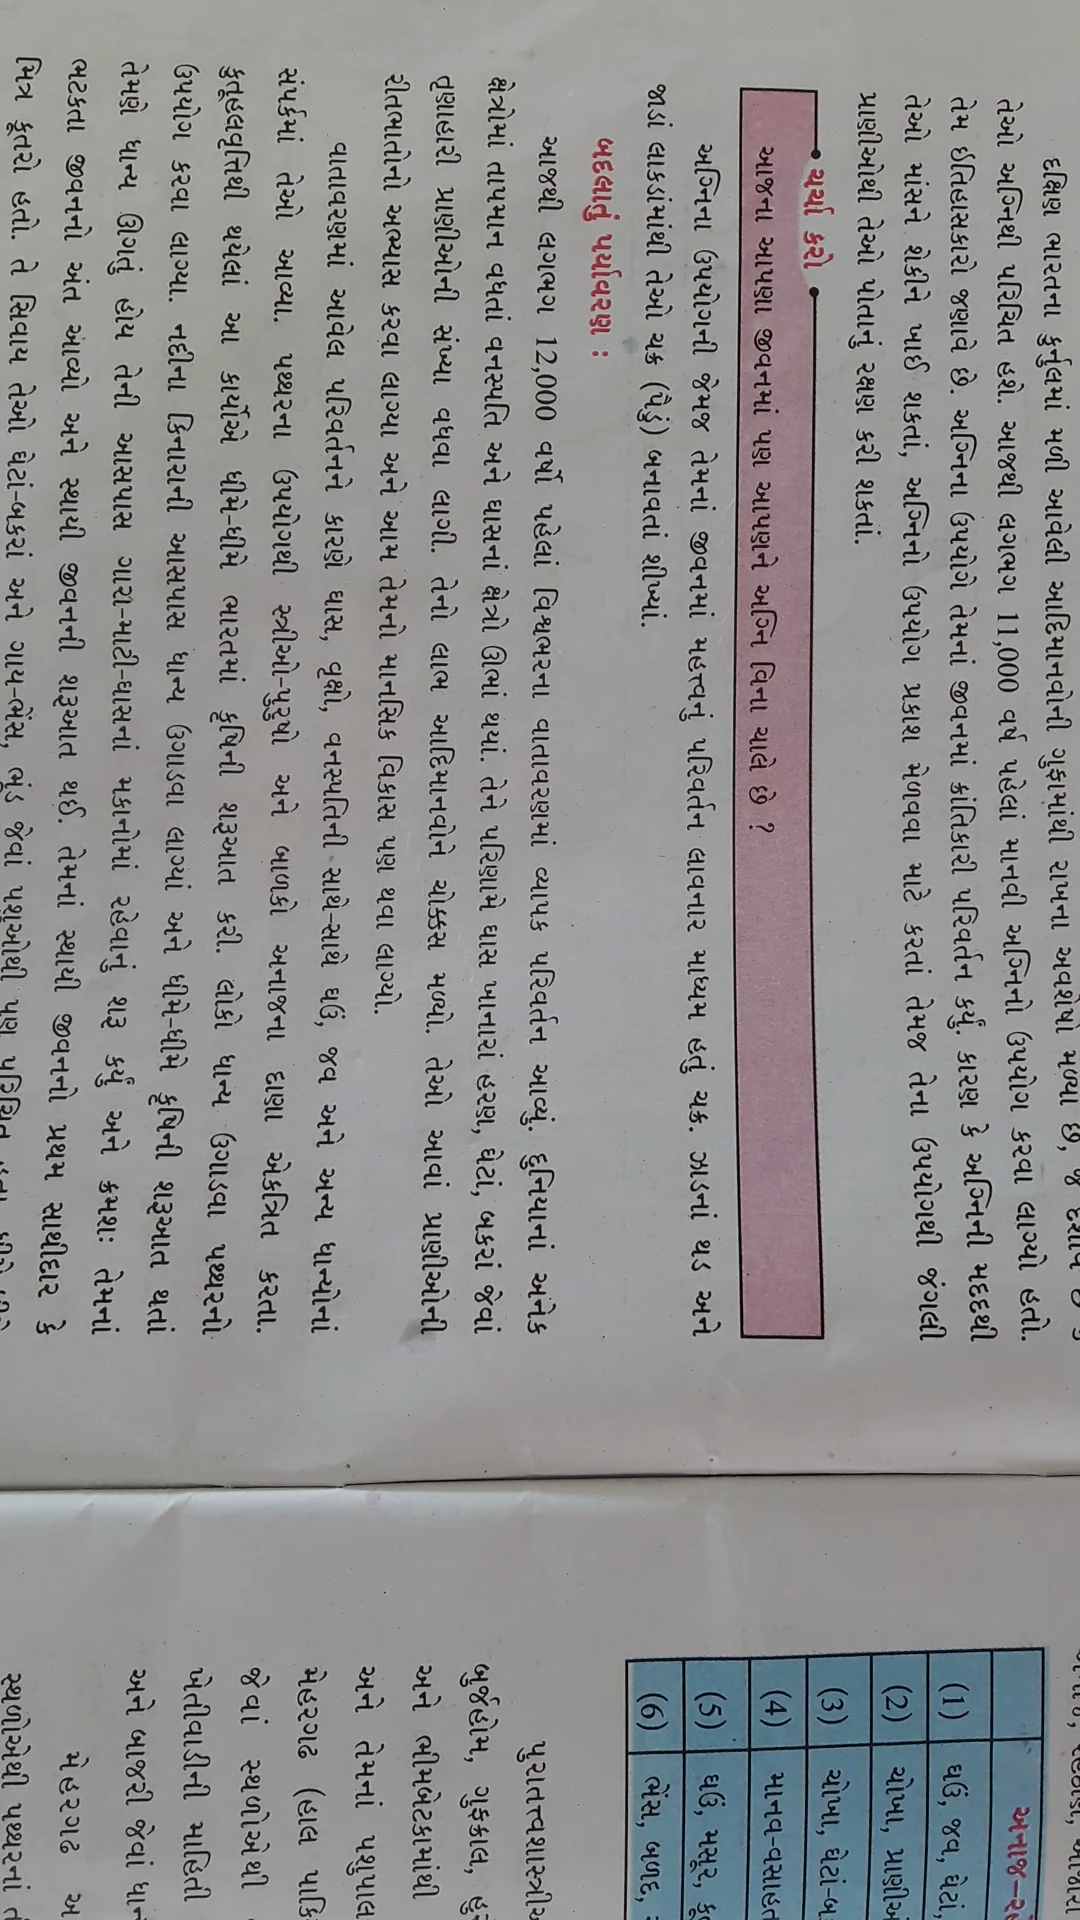 દક્ષિણ ભારતના કુર્નુલમાં મળી આવેલી આદિમાનવોની ગુફામાંથી રાખના અવશેષો મળ્યા છે, જે દર્શાવે છે કે
તેઓ અગ્નિથી પરિચિત હશે. આજથી લગભગ 11,000 વર્ષ પહેલાં માનવી અગ્નિનો ઉપયોગ કરવા લાગ્યો હતો.
તેમ ઈતિહાસકારો જણાવે છે. અગ્નિના ઉપયોગે તેમનાં જીવનમાં ક્રાંતિકારી પરિવર્તન કર્યું. કારણ કે અગ્નિની મદદથી
તેઓ માંસને શેકીને ખાઈ શકતાં, અગ્નિનો ઉપયોગ પ્રકાશ મેળવવા માટે કરતાં તેમજ તેના ઉપયોગથી જંગલી
પ્રાણીઓથી તેઓ પોતાનું રક્ષણ કરી શકતાં.
ચર્ચા કરો
આજના આપણા જીવનમાં પણ આપણને અગ્નિ વિના ચાલે છે ?
અગ્નિના ઉપયોગની જેમજ તેમનાં જીવનમાં મહત્ત્વનું પરિવર્તન લાવનાર માધ્યમ હતું ચક્ર. ઝાડનાં થડ અને
જાડાં લાકડાંમાંથી તેઓ ચક્ર (પૈડું) બનાવતાં શીખ્યાં.
બદલાતું પર્યાવરણ :
આજથી લગભગ 12,000 વર્ષો પહેલાં વિશ્વભરના વાતાવરણમાં વ્યાપક પરિવર્તન આવ્યું. દુનિયાનાં અનેક
ક્ષેત્રોમાં તાપમાન વધતાં વનસ્પતિ અને ઘાસનાં ક્ષેત્રો ઊભાં થયાં. તેને પરિણામે ઘાસ ખાનારાં હરણ, ઘેટાં, બકરાં જેવાં
તૃણાહારી પ્રાણીઓની સંખ્યા વધવા લાગી. તેનો લાભ આદિમાનવોને ચોક્કસ મળ્યો. તેઓ આવાં પ્રાણીઓની
રીતભાતોનો અભ્યાસ કરવા લાગ્યા અને આમ તેમનો માનસિક વિકાસ પણ થવા લાગ્યો.
વાતાવરણમાં આવેલ પરિવર્તનને કારણે ઘાસ, વૃક્ષો, વનસ્પતિની સાથે-સાથે ઘઉં, જવ અને અન્ય ધાન્યોનાં
સંપર્કમાં તેઓ આવ્યા. પથ્થરના ઉપયોગથી સ્ત્રીઓ-પુરુષો અને બાળકો અનાજના દાણા એકત્રિત કરતા.
કુતૂહલવૃત્તિથી થયેલાં આ કાર્યોએ ધીમે-ધીમે ભારતમાં કૃષિની શરૂઆત કરી. લોકો ધાન્ય ઉગાડવા પથ્થરનો
ઉપયોગ કરવા લાગ્યા. નદીના કિનારાની આસપાસ ધાન્ય ઉગાડવા લાગ્યાં અને ધીમે-ધીમે કૃષિની શરૂઆત થતાં
તેમણે ધાન્ય ઊગતું હોય તેની આસપાસ ગારા-માટી-ઘાસનાં મકાનોમાં રહેવાનું શરૂ કર્યું અને ક્રમશઃ તેમનાં
ભટકતા જીવનનો અંત આવ્યો અને સ્થાયી જીવનની શરૂઆત થઈ. તેમનાં સ્થાયી જીવનનો પ્રથમ સાથીદાર કે
મિત્ર કૂતરો હતો. તે સિવાય તેઓ ઘેટાં-બકરાં અને ગાય-ભેંસ, ભૂંડ જેવાં પશુઓથી પણ પરિચિત
અનાજ
(1) ઘઉં, જવ, ઘેટાં,
(2) ચોખા,
(3) ચોખા,
(4)
(5) ઘઉં, મસૂર,
(6) ભેંસ, બળદ,
બુર્જહોમ, ગુફકાલ,
અને ભીમબેટકામાંથી
અને તેમનાં
મેહરગઢ (હાલ
જેવાં સ્થળોએથી
ખેતીવાડીની માહિતી
અને બાજરી જેવાં
મેહરગઢ
સ્થળોએથી પથ્થરનાં